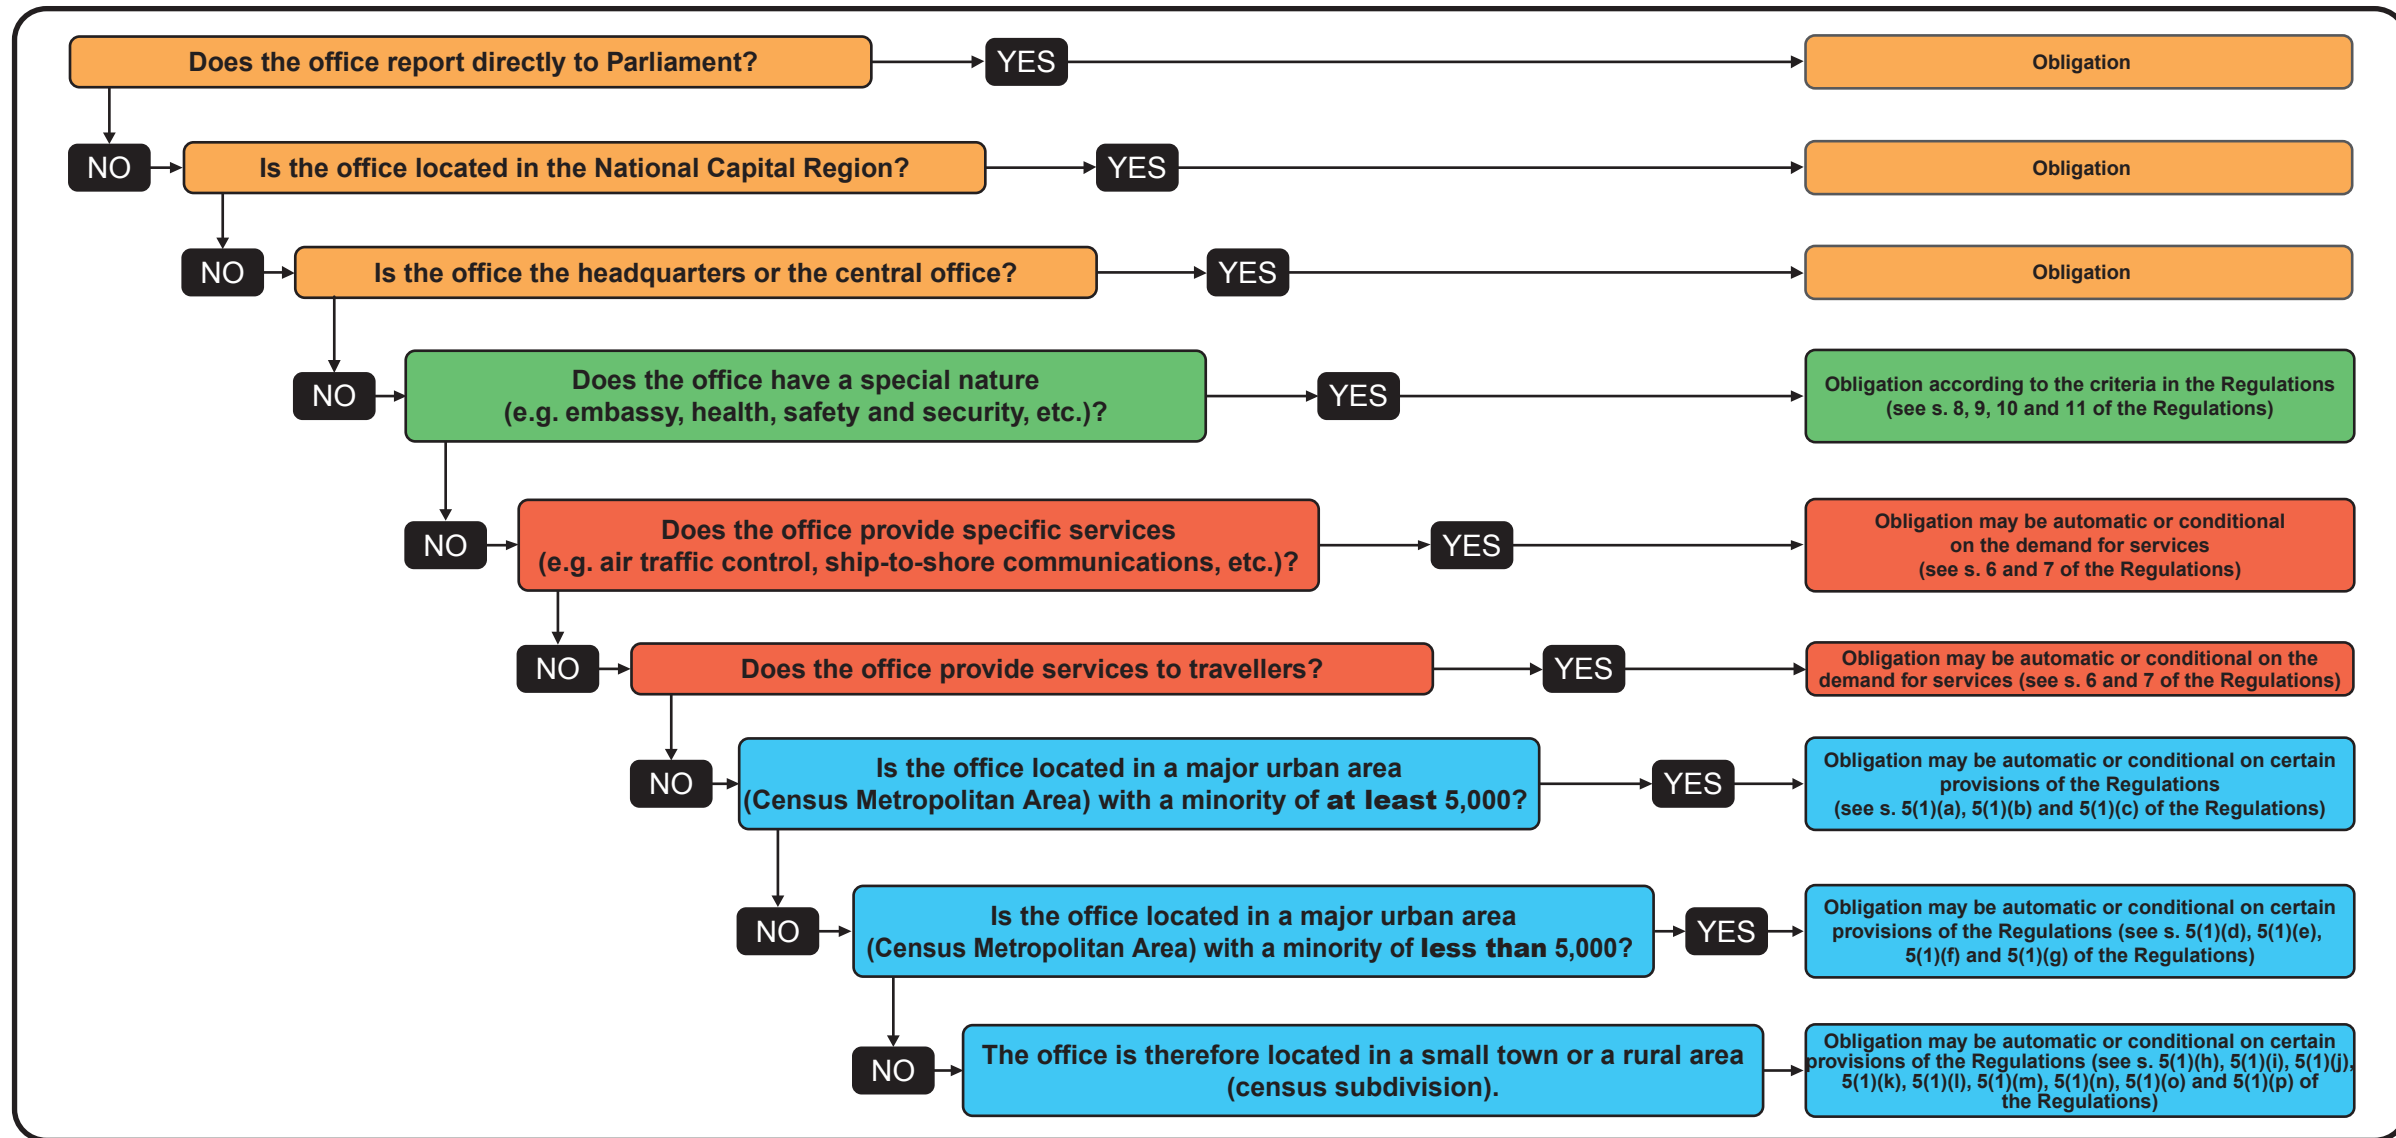 Does the office report directly to Parliament?
YES
Obligation
NO
Is the office located in the National Capital Region?
YES
Obligation
NO
Is the office the headquarters or the central office?
YES
Obligation
NO
Does the office have a special nature
(e.g. embassy, health, safety and security, etc.)?
YES
Obligation according to the criteria in the Regulations
(see s. 8, 9, 10 and 11 of the Regulations)
NO
Does the office provide specific services
(e.g. air traffic control, ship-to-shore communications, etc.)?
YES
Obligation may be automatic or conditional
on the demand for services
(see s. 6 and 7 of the Regulations)
NO
Does the office provide services to travellers?
YES
Obligation may be automatic or conditional on the
demand for services (see s. 6 and 7 of the Regulations)
NO
Is the office located in a major urban area
(Census Metropolitan Area) with a minority of at least 5,000?
YES
Obligation may be automatic or conditional on certain
provisions of the Regulations
(see s. 5(1)(a), 5(1)(b) and 5(1)(c) of the Regulations)
NO
Is the office located in a major urban area
(Census Metropolitan Area) with a minority of less than 5,000?
YES
Obligation may be automatic or conditional on certain
provisions of the Regulations (see s. 5(1)(d), 5(1)(e),
5(1)(f) and 5(1)(g) of the Regulations)
NO
The office is therefore located in a small town or a rural area
(census subdivision).
Obligation may be automatic or conditional on certain
provisions of the Regulations (see s. 5(1)(h), 5(1)(i), 5(1)(j),
5(1)(k), 5(1)(l), 5(1)(m), 5(1)(n), 5(1)(o) and 5(1)(p) of
the Regulations)